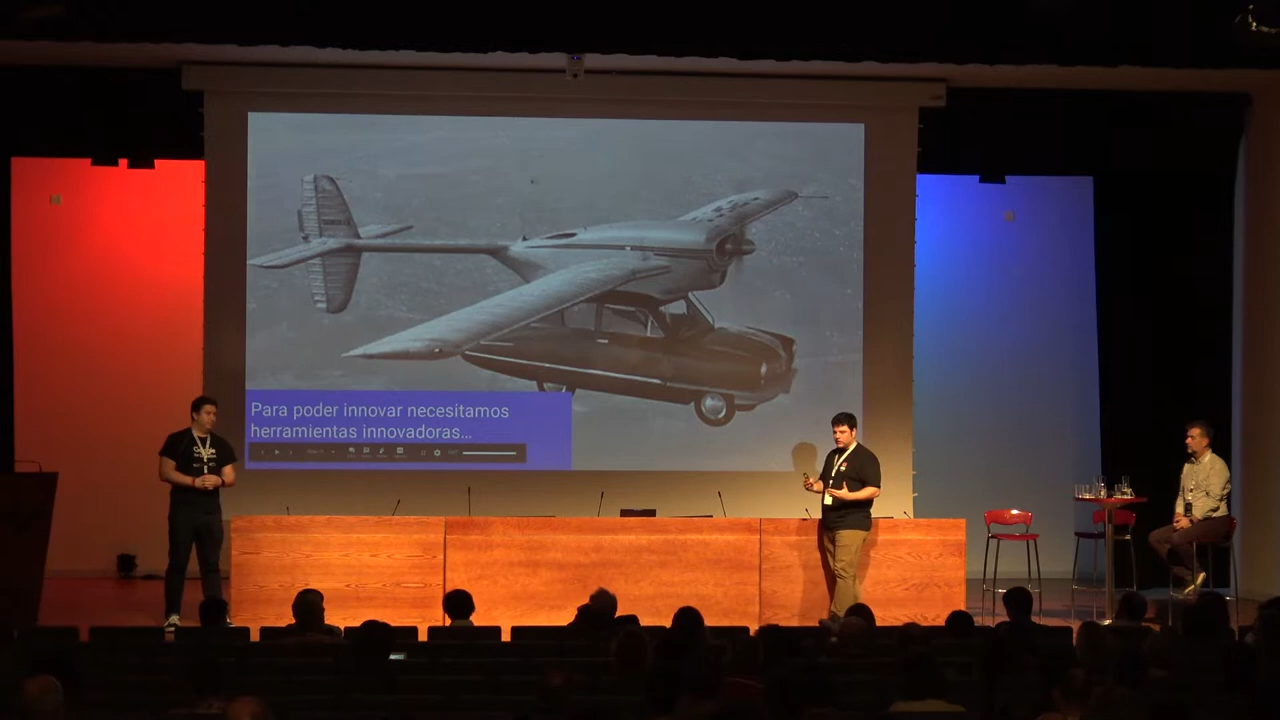 Para poder innovar necesitamos
herramientas innovadoras...